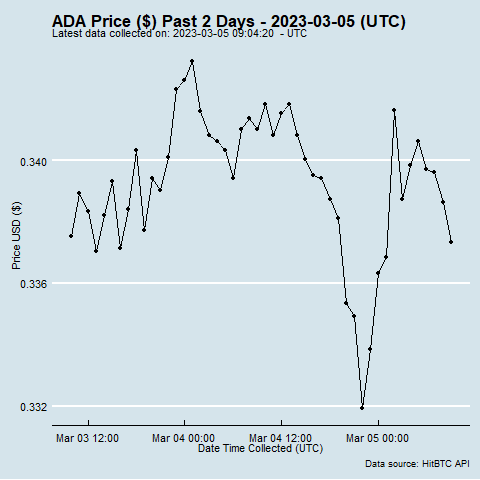 ADA Price ($) Past 2 Days - 2023-03-05 (UTC)
Latest data collected on: 2023-03-05 09:04:20 - UTC
0.340
0.336
0.332
Price USD ($)
Mar 03 12:00 Mar 04 00:00 Mar 04 12:00 Mar 05 00:00
Date Time Collected (UTC)
Data source: HitBTC API